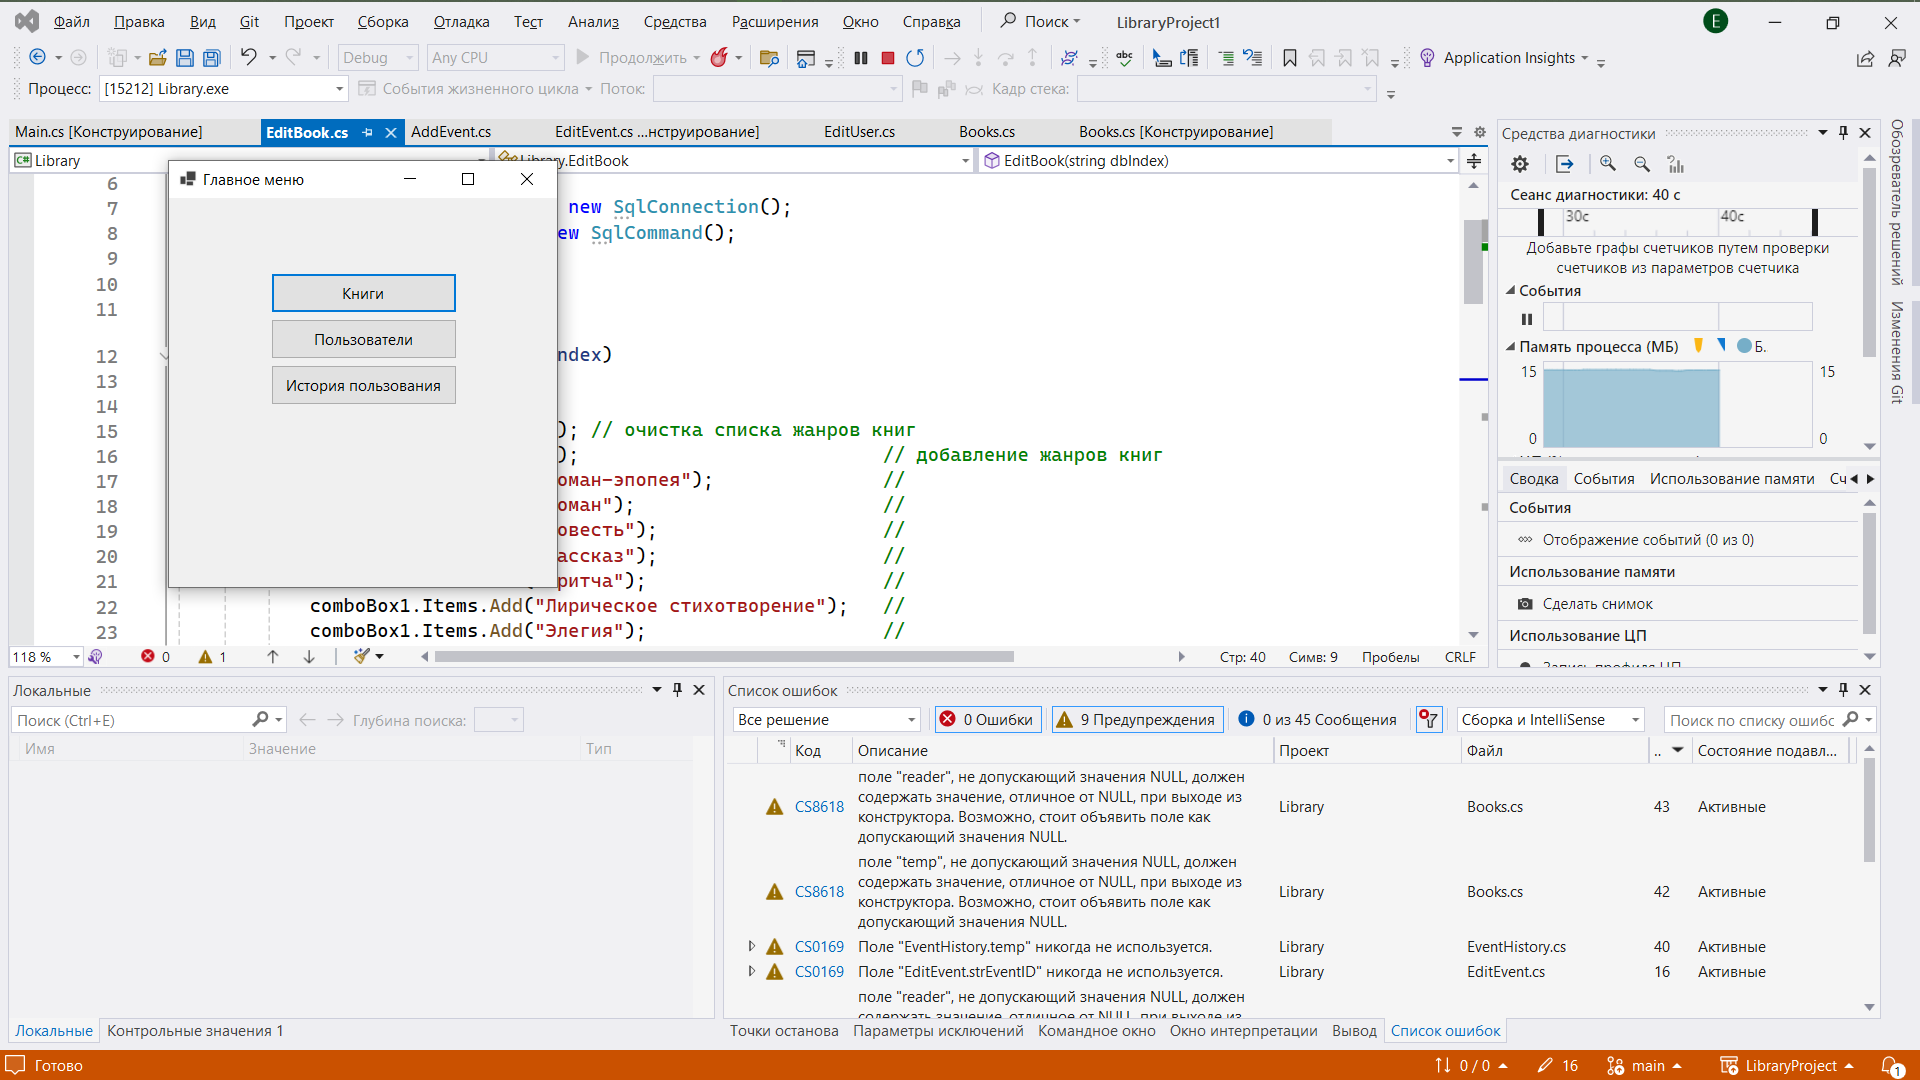 Файл Правка Вид Git Проект Сборка Отладка Тест Анализ Средства Расширения Окно Справка Поиск LibraryProject1 E
Debug Any CPU Продолжить Application Insights
Процесс: [15212] Library.exe События жизненного цикла Поток: Кадр стека:
Main.cs [Конструирование] EditBook.cs AddEvent.cs EditEvent.cs ...нструирование] EditUser.cs Books.cs Books.cs [Конструирование]
Library Library.EditBook EditBook(string dbIndex)
Главное меню
Книги
Пользователи
История пользования
6
7 new SqlConnection();
8 ew SqlCommand();
9
10
11
12 ndex)
13
14
15 ); // очистка списка жанров книг
16 ); // добавление жанров книг
17 оман-эпопея"); //
18 оман"); //
19 овесть"); //
20 ассказ"); //
21 ритча"); //
22 comboBox1.Items.Add("Лирическое стихотворение"); //
23 comboBox1.Items.Add("Элегия"); //
118 % 0 1 Стр: 40 Симв: 9 Пробелы CRLF
Средства диагностики
Сеанс диагностики: 40 с
30с 40с
Добавьте графы счетчиков путем проверки
счетчиков из параметров счетчика
События
Память процесса (МБ) Б.
15 15
0 0
Сводка События Использование памяти Сч
События
Отображение событий (0 из 0)
Использование памяти
Сделать снимок
Использование ЦП
Запись профиля ЦП
Обозреватель решений
Изменения Git
Локальные
Поиск (Ctrl+E) Глубина поиска:
Имя Значение Тип
Локальные Контрольные значения 1
Список ошибок
Все решение 0 Ошибки 9 Предупреждения 0 из 45 Сообщения Сборка и IntelliSense Поиск по списку ошибс
Код Описание Проект Файл .. Состояние подавл...
поле "reader", не допускающий значения NULL, должен
содержать значение, отличное от NULL, при выходе из
CS8618 Library Books.cs 43 Активные
конструктора. Возможно, стоит объявить поле как
допускающий значения NULL.
поле "temp", не допускающий значения NULL, должен
содержать значение, отличное от NULL, при выходе из
CS8618 Library Books.cs 42 Активные
конструктора. Возможно, стоит объявить поле как
допускающий значения NULL.
CS0169 Поле "EventHistory.temp" никогда не используется. Library EventHistory.cs 40 Активные
CS0169 Поле "EditEvent.strEventID" никогда не используется. Library EditEvent.cs 16 Активные
поле "reader", не допускающий значения NULL, должен
содержать значение, отличное от NULL, при выходе из
Точки останова Параметры исключений Командное окно Окно интерпретации Вывод Список ошибок
Готово 0 / 0 16 main LibraryProject 1